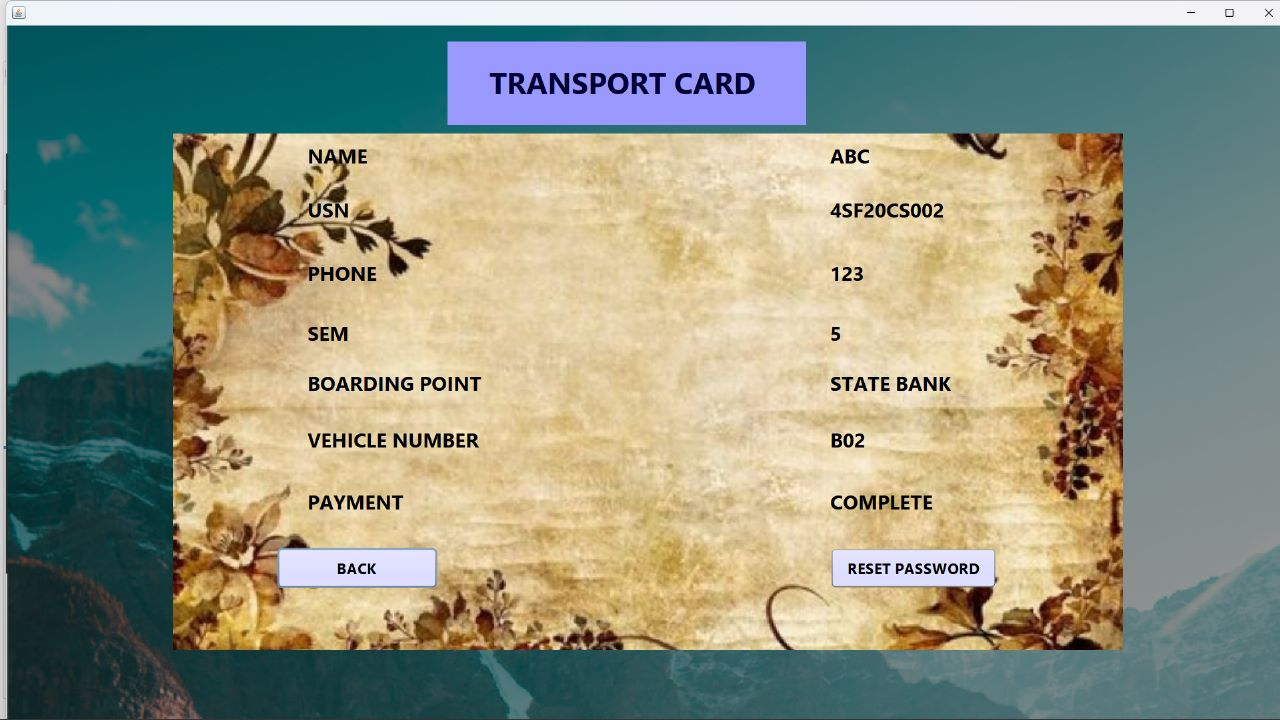 TRANSPORT CARD
NAME ABC
USN 4SF20CS002
PHONE 123
SEM 5
BOARDING POINT STATE BANK
VEHICLE NUMBER B02
PAYMENT COMPLETE
BACK RESET PASSWORD